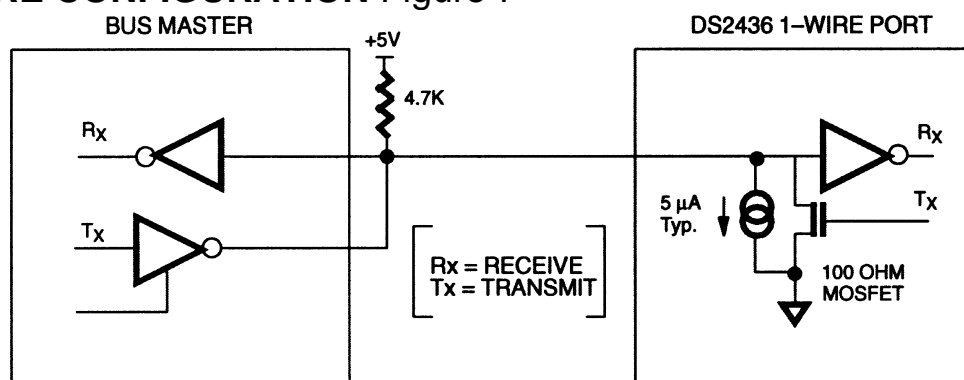 BUS MASTER
DS2436 1–WIRE PORT
+5V
4.7K
RX
RX
TX
TX
5 µA
Typ.
Rx = RECEIVE
Tx = TRANSMIT
100 OHM
MOSFET